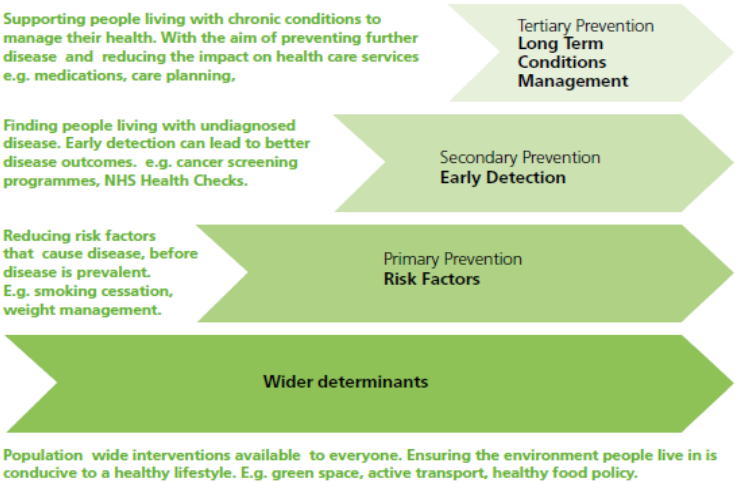 Supporting people living with chronic conditions to
manage their health. With the aim of preventing further
disease and reducing the impact on health care services
e.g. medications, care planning,
Tertiary Prevention
Long Term
Conditions
Management
Finding people living with undiagnosed
disease. Early detection can lead to better
disease outcomes. e.g. cancer screening
programmes, NHS Health Checks.
Secondary Prevention
Early Detection
Reducing risk factors
that cause disease, before
disease is prevalent.
E.g. smoking cessation,
weight management.
Primary Prevention
Risk Factors
Wider determinants
Population wide interventions available to everyone. Ensuring the environment people live in is
conducive to a healthy lifestyle. E.g. green space, active transport, healthy food policy.